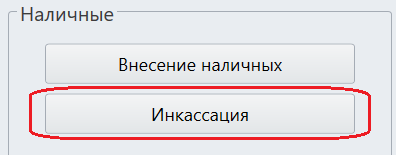 Наличные
Внесение наличных
Инкассация